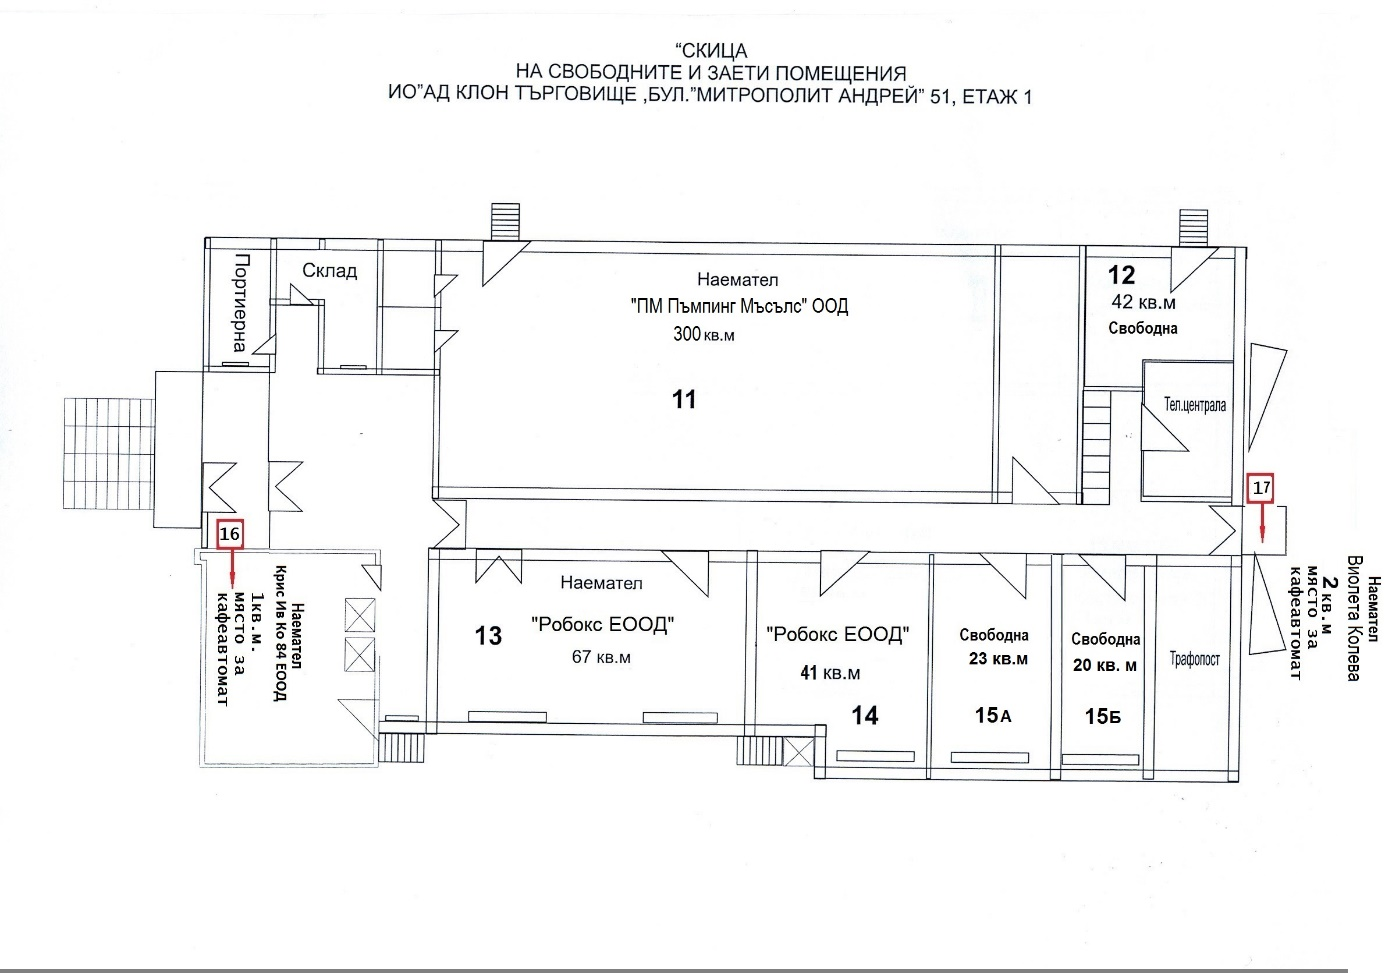 “СКИЦА
НА СВОБОДНИТЕ И ЗАЕТИ ПОМЕЩЕНИЯ
ИО”АД КЛОН ТЪРГОВИЩЕ ,БУЛ.”МИТРОПОЛИТ АНДРЕЙ” 51, ЕТАЖ 1
Портиерна
Склад
Наемател
"ПМ Пъмпинг Мъсълс" ООД
300 кв.м
11
12
42 кв.м
Свободна
Тел.централа
17
Наемател
Виолета Колева
2 кв.м
място за
кафеавтомат
16
Наемател
Крис Ив Ко 84 ЕООД
1кв.м.
място за
кафеавтомат
13
Наемател
"Робокс ЕООД"
67 кв.м
"Робокс ЕООД"
41 кв.м
14
Свободна
23 кв.м
15А
Свободна
20 кв. м
15Б
Трафопост